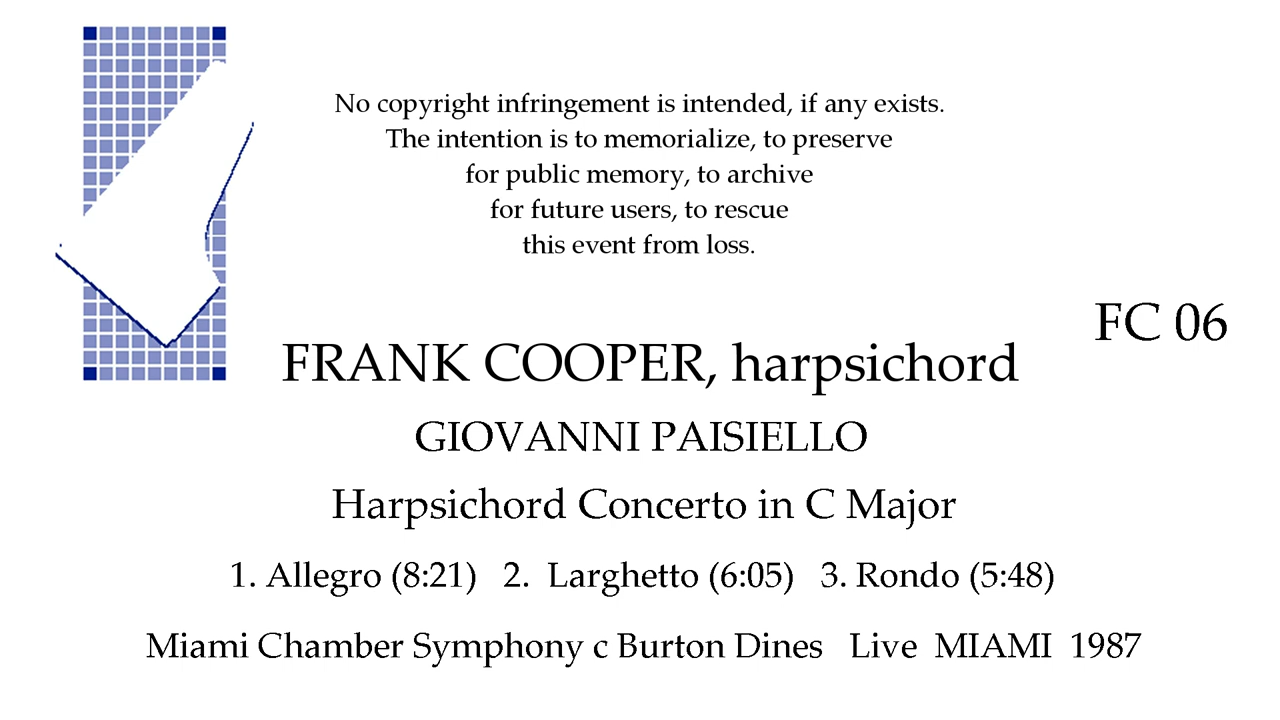 No copyright infringement is intended, if any exists.
The intention is to memorialize, to preserve
for public memory, to archive
for future users, to rescue
this event from loss.
FC 06
FRANK COOPER, harpsichord
GIOVANNI PAISIELLO
Harpsichord Concerto in C Major
1. Allegro (8:21) 2. Larghetto (6:05) 3. Rondo (5:48)
Miami Chamber Symphony c Burton Dines Live MIAMI 1987